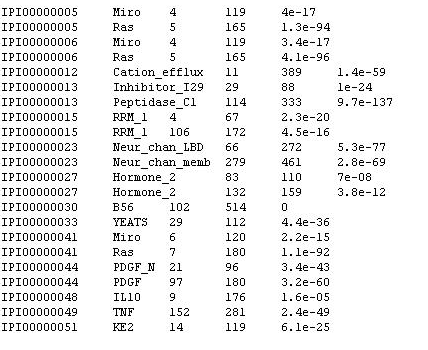 IPI00000005 Miro 4 119 4e-17
IPI00000005 Ras 5 165 1.3e-94
IPI00000006 Miro 4 119 3.4e-17
IPI00000006 Ras 5 165 4.1e-96
IPI00000012 Cation_efflux 11 389 1.4e-59
IPI00000013 Inhibitor_I29 29 88 1e-24
IPI00000013 Peptidase_C1 114 333 9.7e-137
IPI00000015 RRM_1 4 67 2.3e-20
IPI00000015 RRM_1 106 172 4.5e-16
IPI00000023 Neur_chan_LBD 66 272 5.3e-77
IPI00000023 Neur_chan_memb 279 461 2.8e-69
IPI00000027 Hormone_2 83 110 7e-08
IPI00000027 Hormone_2 132 159 3.8e-12
IPI00000030 B56 102 514 0
IPI00000033 YEATS 29 112 4.4e-36
IPI00000041 Miro 6 120 2.2e-15
IPI00000041 Ras 7 180 1.1e-92
IPI00000044 PDGF_N 21 96 3.4e-43
IPI00000044 PDGF 97 180 3.2e-60
IPI00000048 IL10 9 176 1.6e-05
IPI00000049 TNF 152 281 2.4e-49
IPI00000051 KE2 14 119 6.1e-25